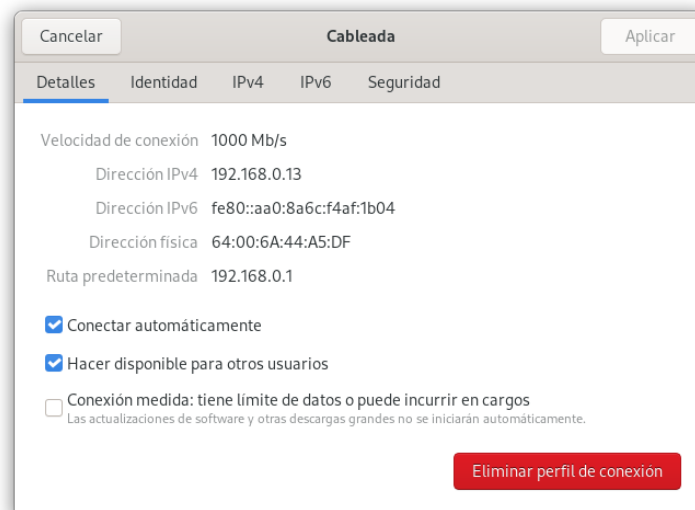 Cancelar
Cableada
Aplicar
Detalles
Identidad
IPv4
IPv6
Seguridad
Velocidad de conexión 1000 Mb/s
Dirección IPv4 192.168.0.13
Dirección IPv6 fe80::aa0:8a6c:f4af:1b04
Dirección física 64:00:6A:44:A5:DF
Ruta predeterminada 192.168.0.1
Conectar automáticamente
Hacer disponible para otros usuarios
Conexión medida: tiene límite de datos o puede incurrir en cargos
Las actualizaciones de software y otras descargas grandes no se iniciarán automáticamente.
Eliminar perfil de conexión